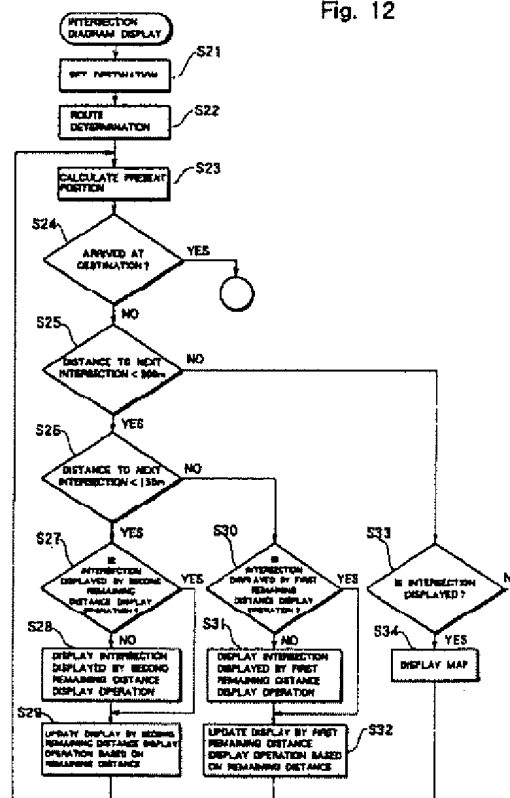 Fig. 12
INTERSECTION
DIAGRAM DISPLAY
S21
SET DESTINATION
S22
ROUTE
DETERMINATION
S23
CALCULATE PRESENT
POSITION
S24
ARRIVED AT
DESTINATION?
YES
NO
S25
DISTANCE TO NEXT
INTERSECTION <
NO
YES
S26
DISTANCE TO NEXT
INTERSECTION <
NO
YES
S27
IS
INTERSECTION
DISPLAYED BY SECOND
REMAINING
DISTANCE DISPLAY
OPERATION?
YES
NO
S28
DISPLAY INTERSECTION
DISPLAYED BY SECOND
REMAINING DISTANCE
DISPLAY OPERATION
S29
UPDATE DISPLAY BY SECOND
REMAINING DISTANCE DISPLAY
OPERATION BASED ON
REMAINING DISTANCE
S30
IS
INTERSECTION
DISPLAYED BY FIRST
REMAINING
DISTANCE DISPLAY
OPERATION?
YES
NO
S31
DISPLAY INTERSECTION
DISPLAYED BY FIRST
REMAINING DISTANCE
DISPLAY OPERATION
S32
UPDATE DISPLAY BY FIRST
REMAINING DISTANCE
DISPLAY OPERATION BASED
ON REMAINING DISTANCE
S33
IS INTERSECTION
DISPLAYED?
YES
S34
DISPLAY MAP